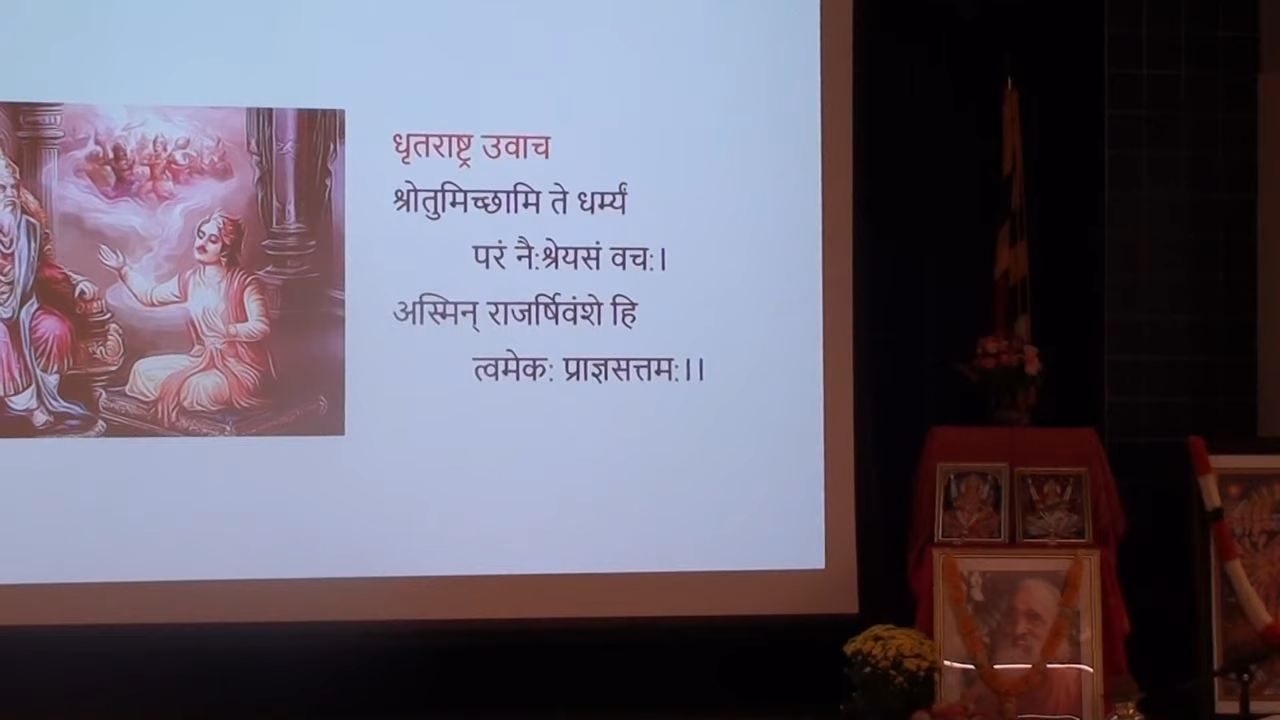 धृतराष्ट्र उवाच
श्रोतुमिच्छामि ते धर्म्यं
परं नै:श्रेयसं वच:।
अस्मिन् राजर्षिवंशे हि
त्वमेक: प्राज्ञसत्तम:।।